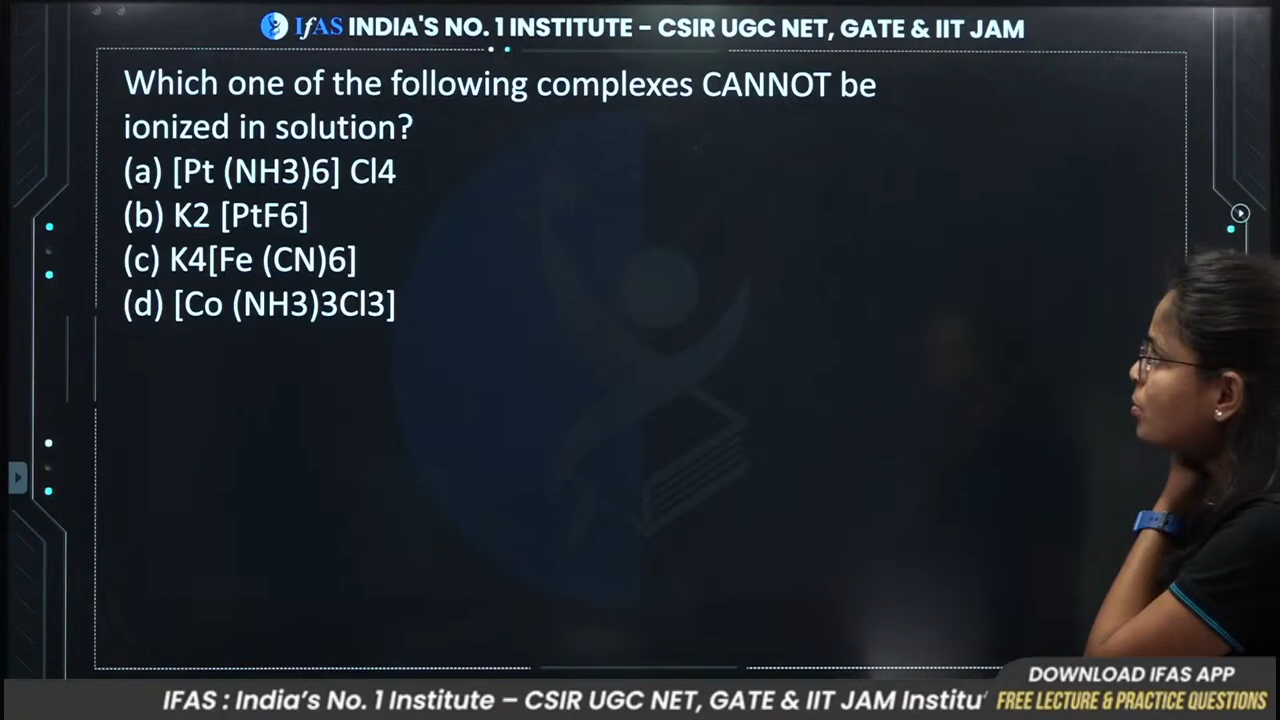 IfAS INDIA'S NO. 1 INSTITUTE - CSIR UGC NET, GATE & IIT JAM
Which one of the following complexes CANNOT be
ionized in solution?
(a) [Pt (NH3)6] Cl4
(b) K2 [PtF6]
(c) K4[Fe (CN)6]
(d) [Co (NH3)3Cl3]
DOWNLOAD IFAS APP
IFAS : India's No. 1 Institute – CSIR UGC NET, GATE & IIT JAM Institu
FREE LECTURE & PRACTICE QUESTIONS